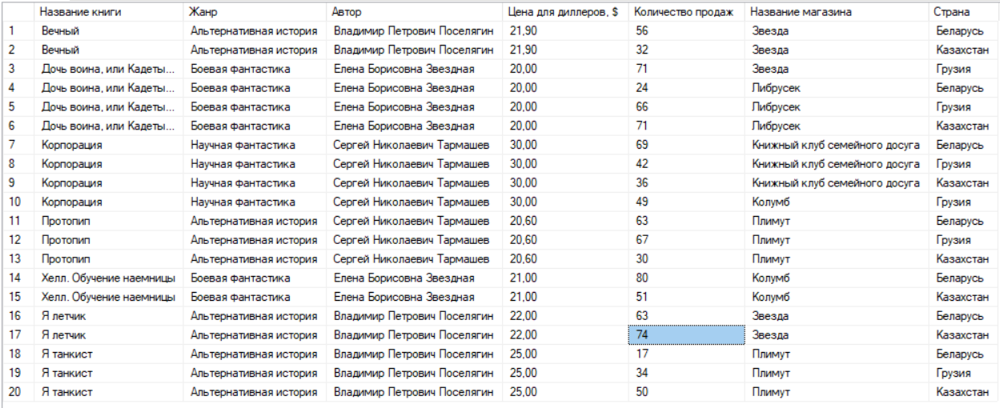 Название книги Жанр Автор Цена для диллеров, $ Количество продаж Название магазина Страна
1 Вечный Альтернативная история Владимир Петрович Поселягин 21,90 56 Звезда Беларусь
2 Вечный Альтернативная история Владимир Петрович Поселягин 21,90 32 Звезда Казахстан
3 Дочь воина, или Кадеты... Боевая фантастика Елена Борисовна Звездная 20,00 71 Звезда Грузия
4 Дочь воина, или Кадеты... Боевая фантастика Елена Борисовна Звездная 20,00 24 Либрусек Беларусь
5 Дочь воина, или Кадеты... Боевая фантастика Елена Борисовна Звездная 20,00 66 Либрусек Грузия
6 Дочь воина, или Кадеты... Боевая фантастика Елена Борисовна Звездная 20,00 71 Либрусек Казахстан
7 Корпорация Научная фантастика Сергей Николаевич Тармашев 30,00 69 Книжный клуб семейного досуга Беларусь
8 Корпорация Научная фантастика Сергей Николаевич Тармашев 30,00 42 Книжный клуб семейного досуга Грузия
9 Корпорация Научная фантастика Сергей Николаевич Тармашев 30,00 36 Книжный клуб семейного досуга Казахстан
10 Корпорация Научная фантастика Сергей Николаевич Тармашев 30,00 49 Колумб Грузия
11 Протопип Альтернативная история Сергей Николаевич Тармашев 20,60 63 Плимут Беларусь
12 Протопип Альтернативная история Сергей Николаевич Тармашев 20,60 67 Плимут Грузия
13 Протопип Альтернативная история Сергей Николаевич Тармашев 20,60 30 Плимут Казахстан
14 Хелл. Обучение наемницы Боевая фантастика Елена Борисовна Звездная 21,00 80 Колумб Беларусь
15 Хелл. Обучение наемницы Боевая фантастика Елена Борисовна Звездная 21,00 51 Колумб Казахстан
16 Я летчик Альтернативная история Владимир Петрович Поселягин 22,00 63 Звезда Беларусь
17 Я летчик Альтернативная история Владимир Петрович Поселягин 22,00 74 Звезда Казахстан
18 Я танкист Альтернативная история Владимир Петрович Поселягин 25,00 17 Плимут Беларусь
19 Я танкист Альтернативная история Владимир Петрович Поселягин 25,00 34 Плимут Грузия
20 Я танкист Альтернативная история Владимир Петрович Поселягин 25,00 50 Плимут Казахстан